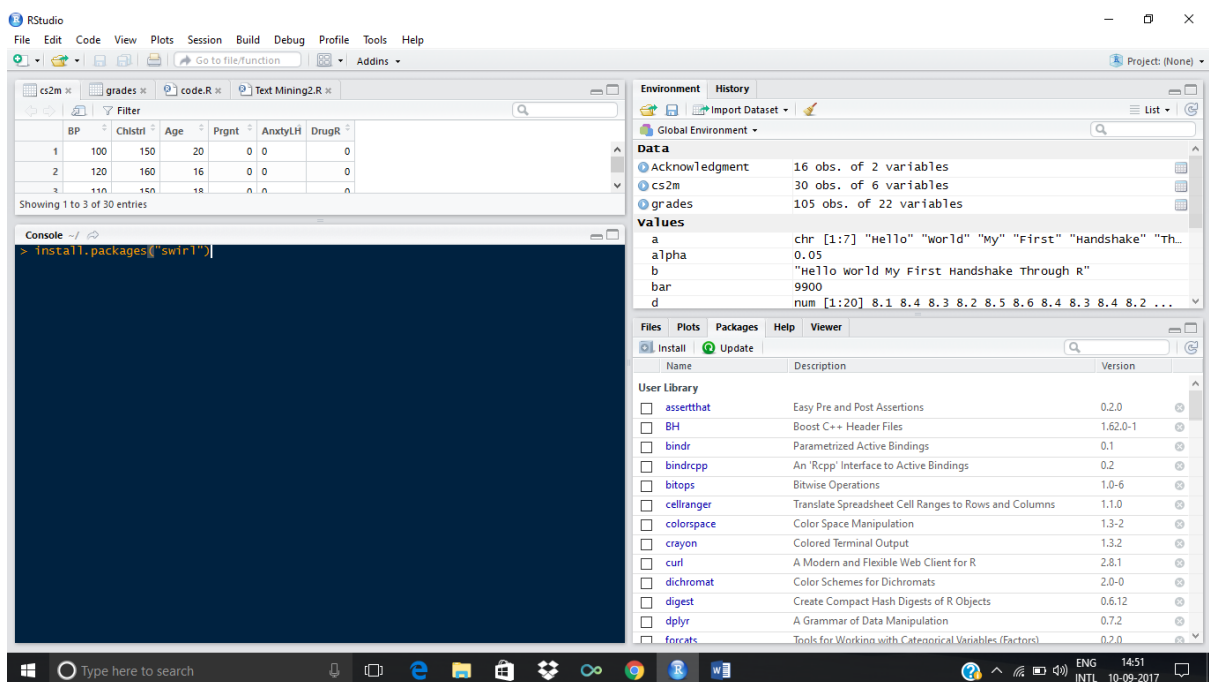 RStudio
File Edit Code View Plots Session Build Debug Profile Tools Help
Go to file/function Addins Project: (None)
cs2m grades code.R Text Mining2.R
Filter
BP Chlstrl Age Prgnt AnxtyLH DrugR
1 100 150 20 0 0 0
2 120 160 16 0 0 0
3 110 150 18 0 0 0
Showing 1 to 3 of 30 entries
Console ~/
> install.packages("swirl")
Environment History
Import Dataset List
Global Environment
Data
Acknowledgment 16 obs. of 2 variables
cs2m 30 obs. of 6 variables
grades 105 obs. of 22 variables
Values
a chr [1:7] "Hello" "World" "My" "First" "Handshake" "Th…
alpha 0.05
b "Hello World My First Handshake Through R"
bar 9900
d num [1:20] 8.1 8.4 8.3 8.2 8.5 8.6 8.4 8.3 8.4 8.2 ...
Files Plots Packages Help Viewer
Install Update
Name Description Version
User Library
assertthat Easy Pre and Post Assertions 0.2.0
BH Boost C++ Header Files 1.62.0-1
bindr Parametrized Active Bindings 0.1
bindrcpp An 'Rcpp' Interface to Active Bindings 0.2
bitops Bitwise Operations 1.0-6
cellranger Translate Spreadsheet Cell Ranges to Rows and Columns 1.1.0
colorspace Color Space Manipulation 1.3-2
crayon Colored Terminal Output 1.3.2
curl A Modern and Flexible Web Client for R 2.8.1
dichromat Color Schemes for Dichromats 2.0-0
digest Create Compact Hash Digests of R Objects 0.6.12
dplyr A Grammar of Data Manipulation 0.7.2
forcats Tools for Working with Categorical Variables (Factors) 0.2.0
Type here to search
ENG 14:51
INTL 10-09-2017